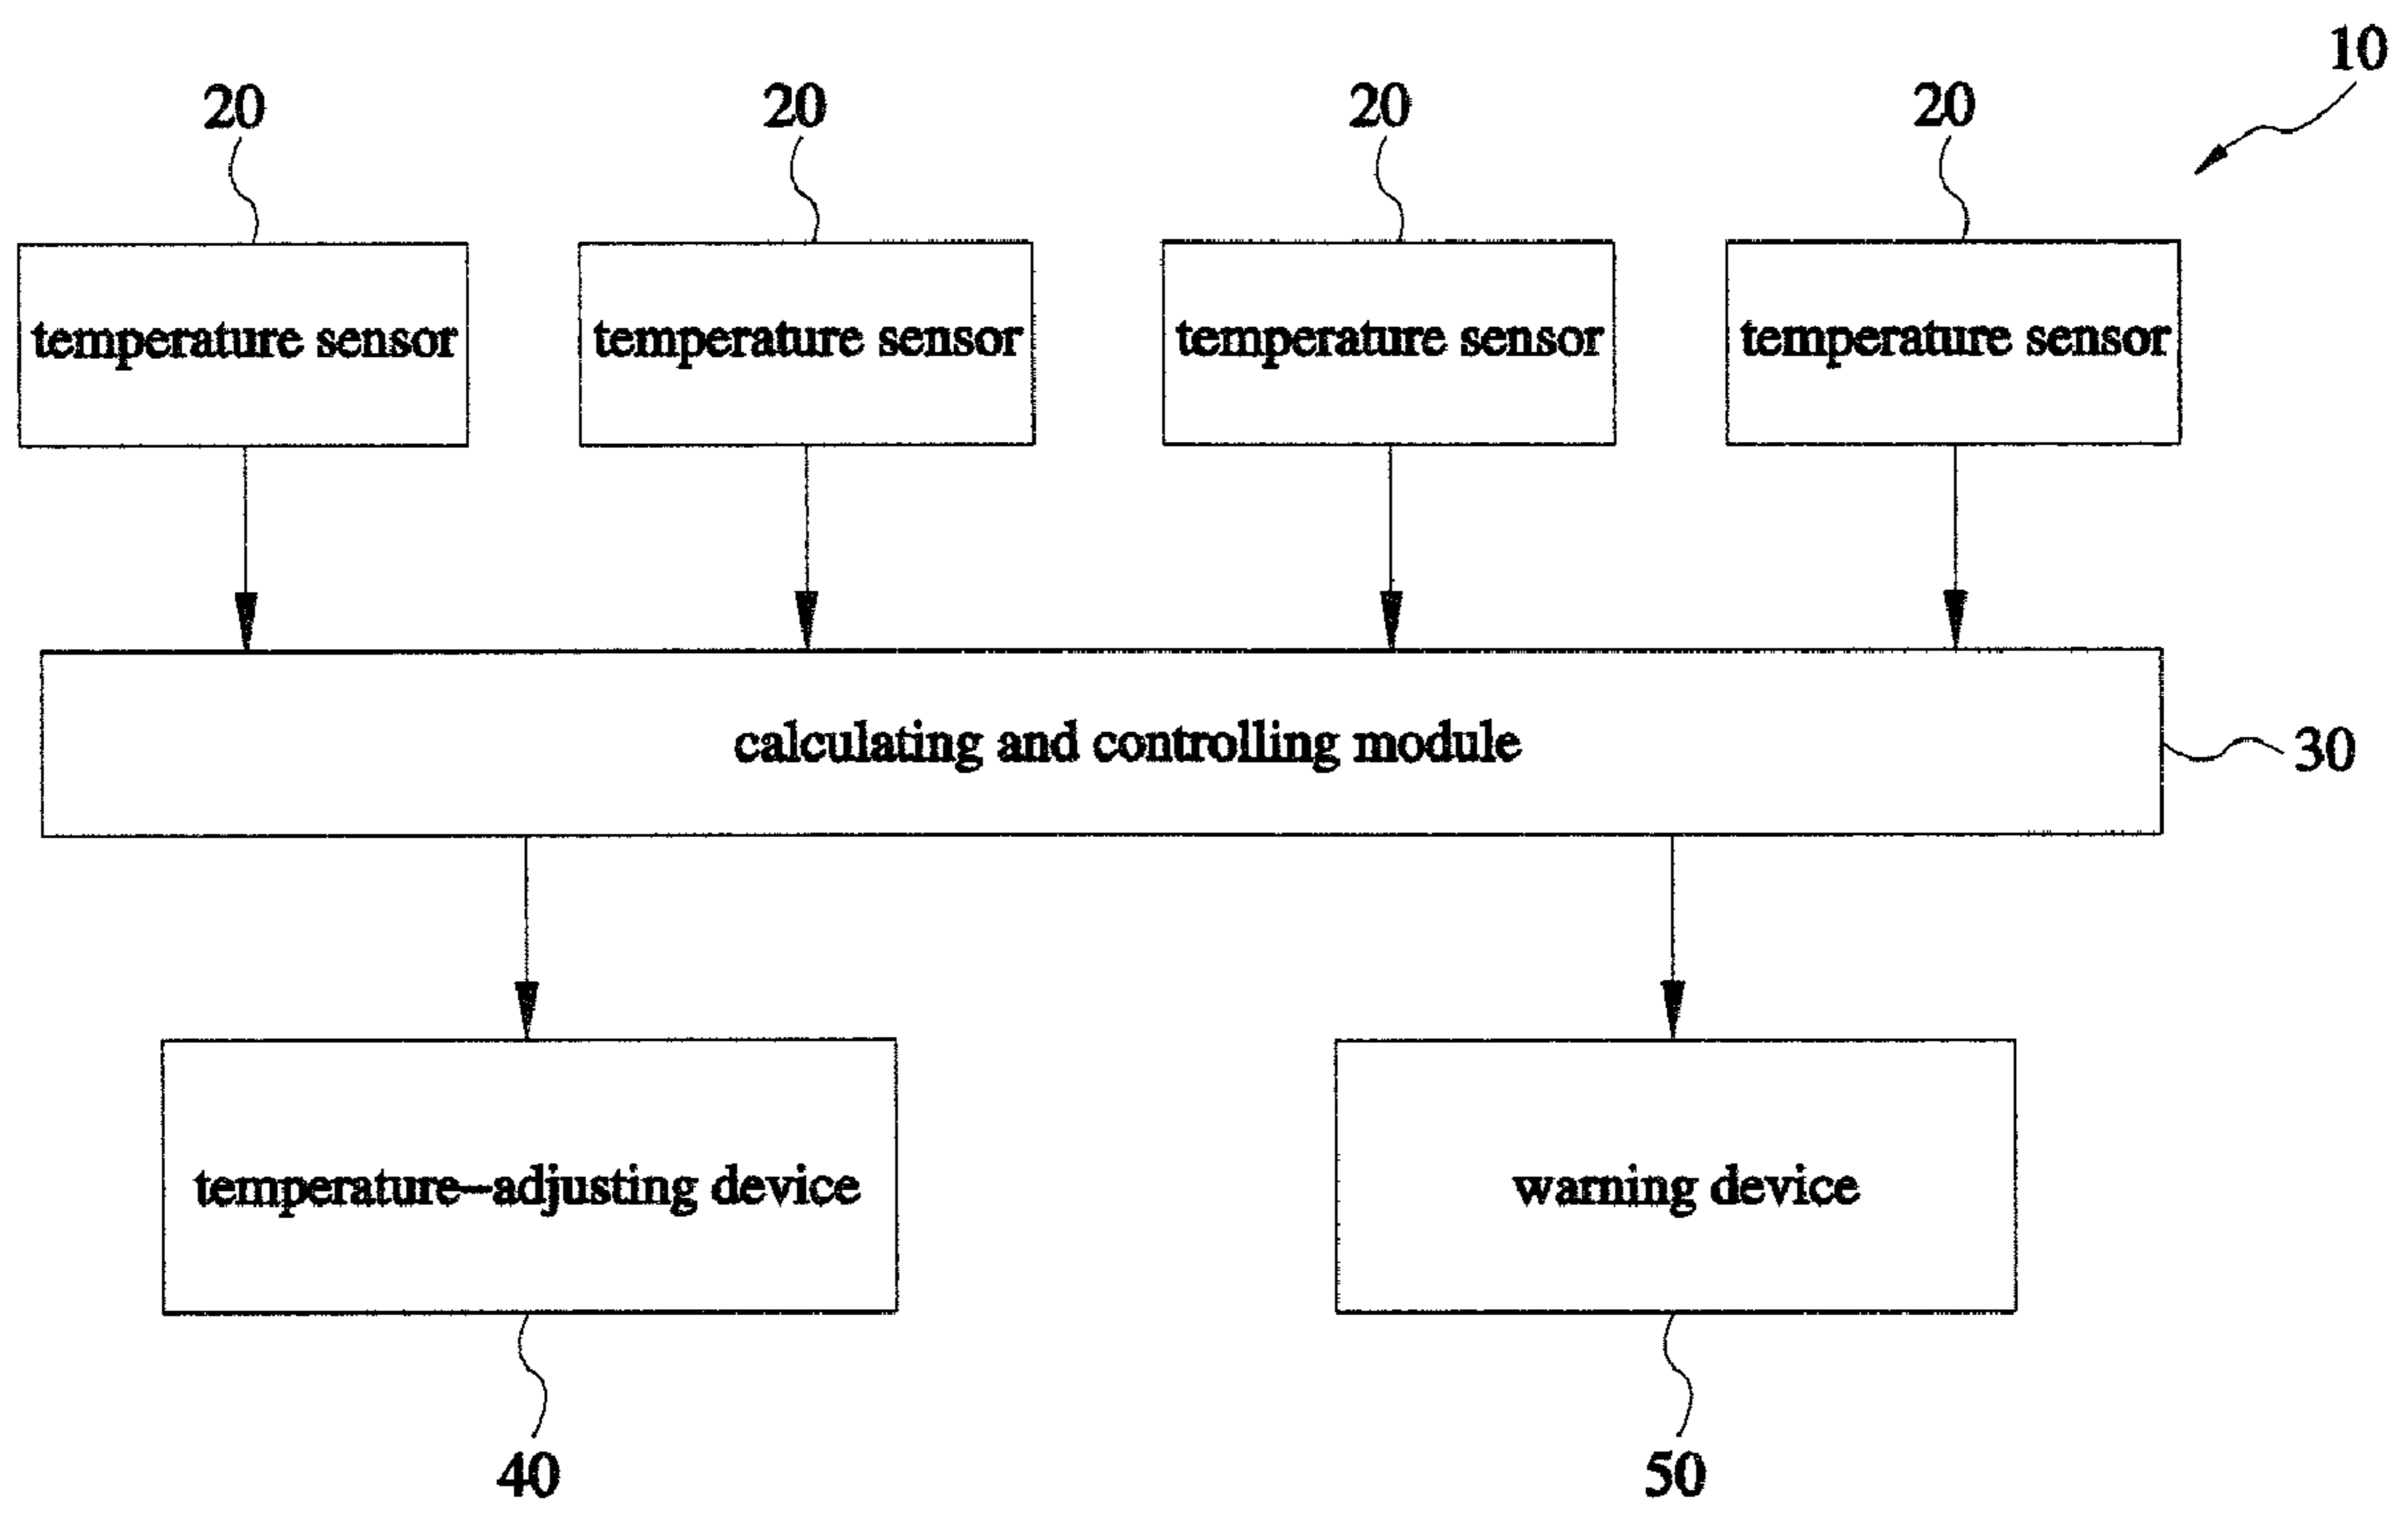 10
20 20 20 20
temperature sensor temperature sensor temperature sensor temperature sensor
calculating and controlling module 30
temperature–adjusting device warning device
40 50